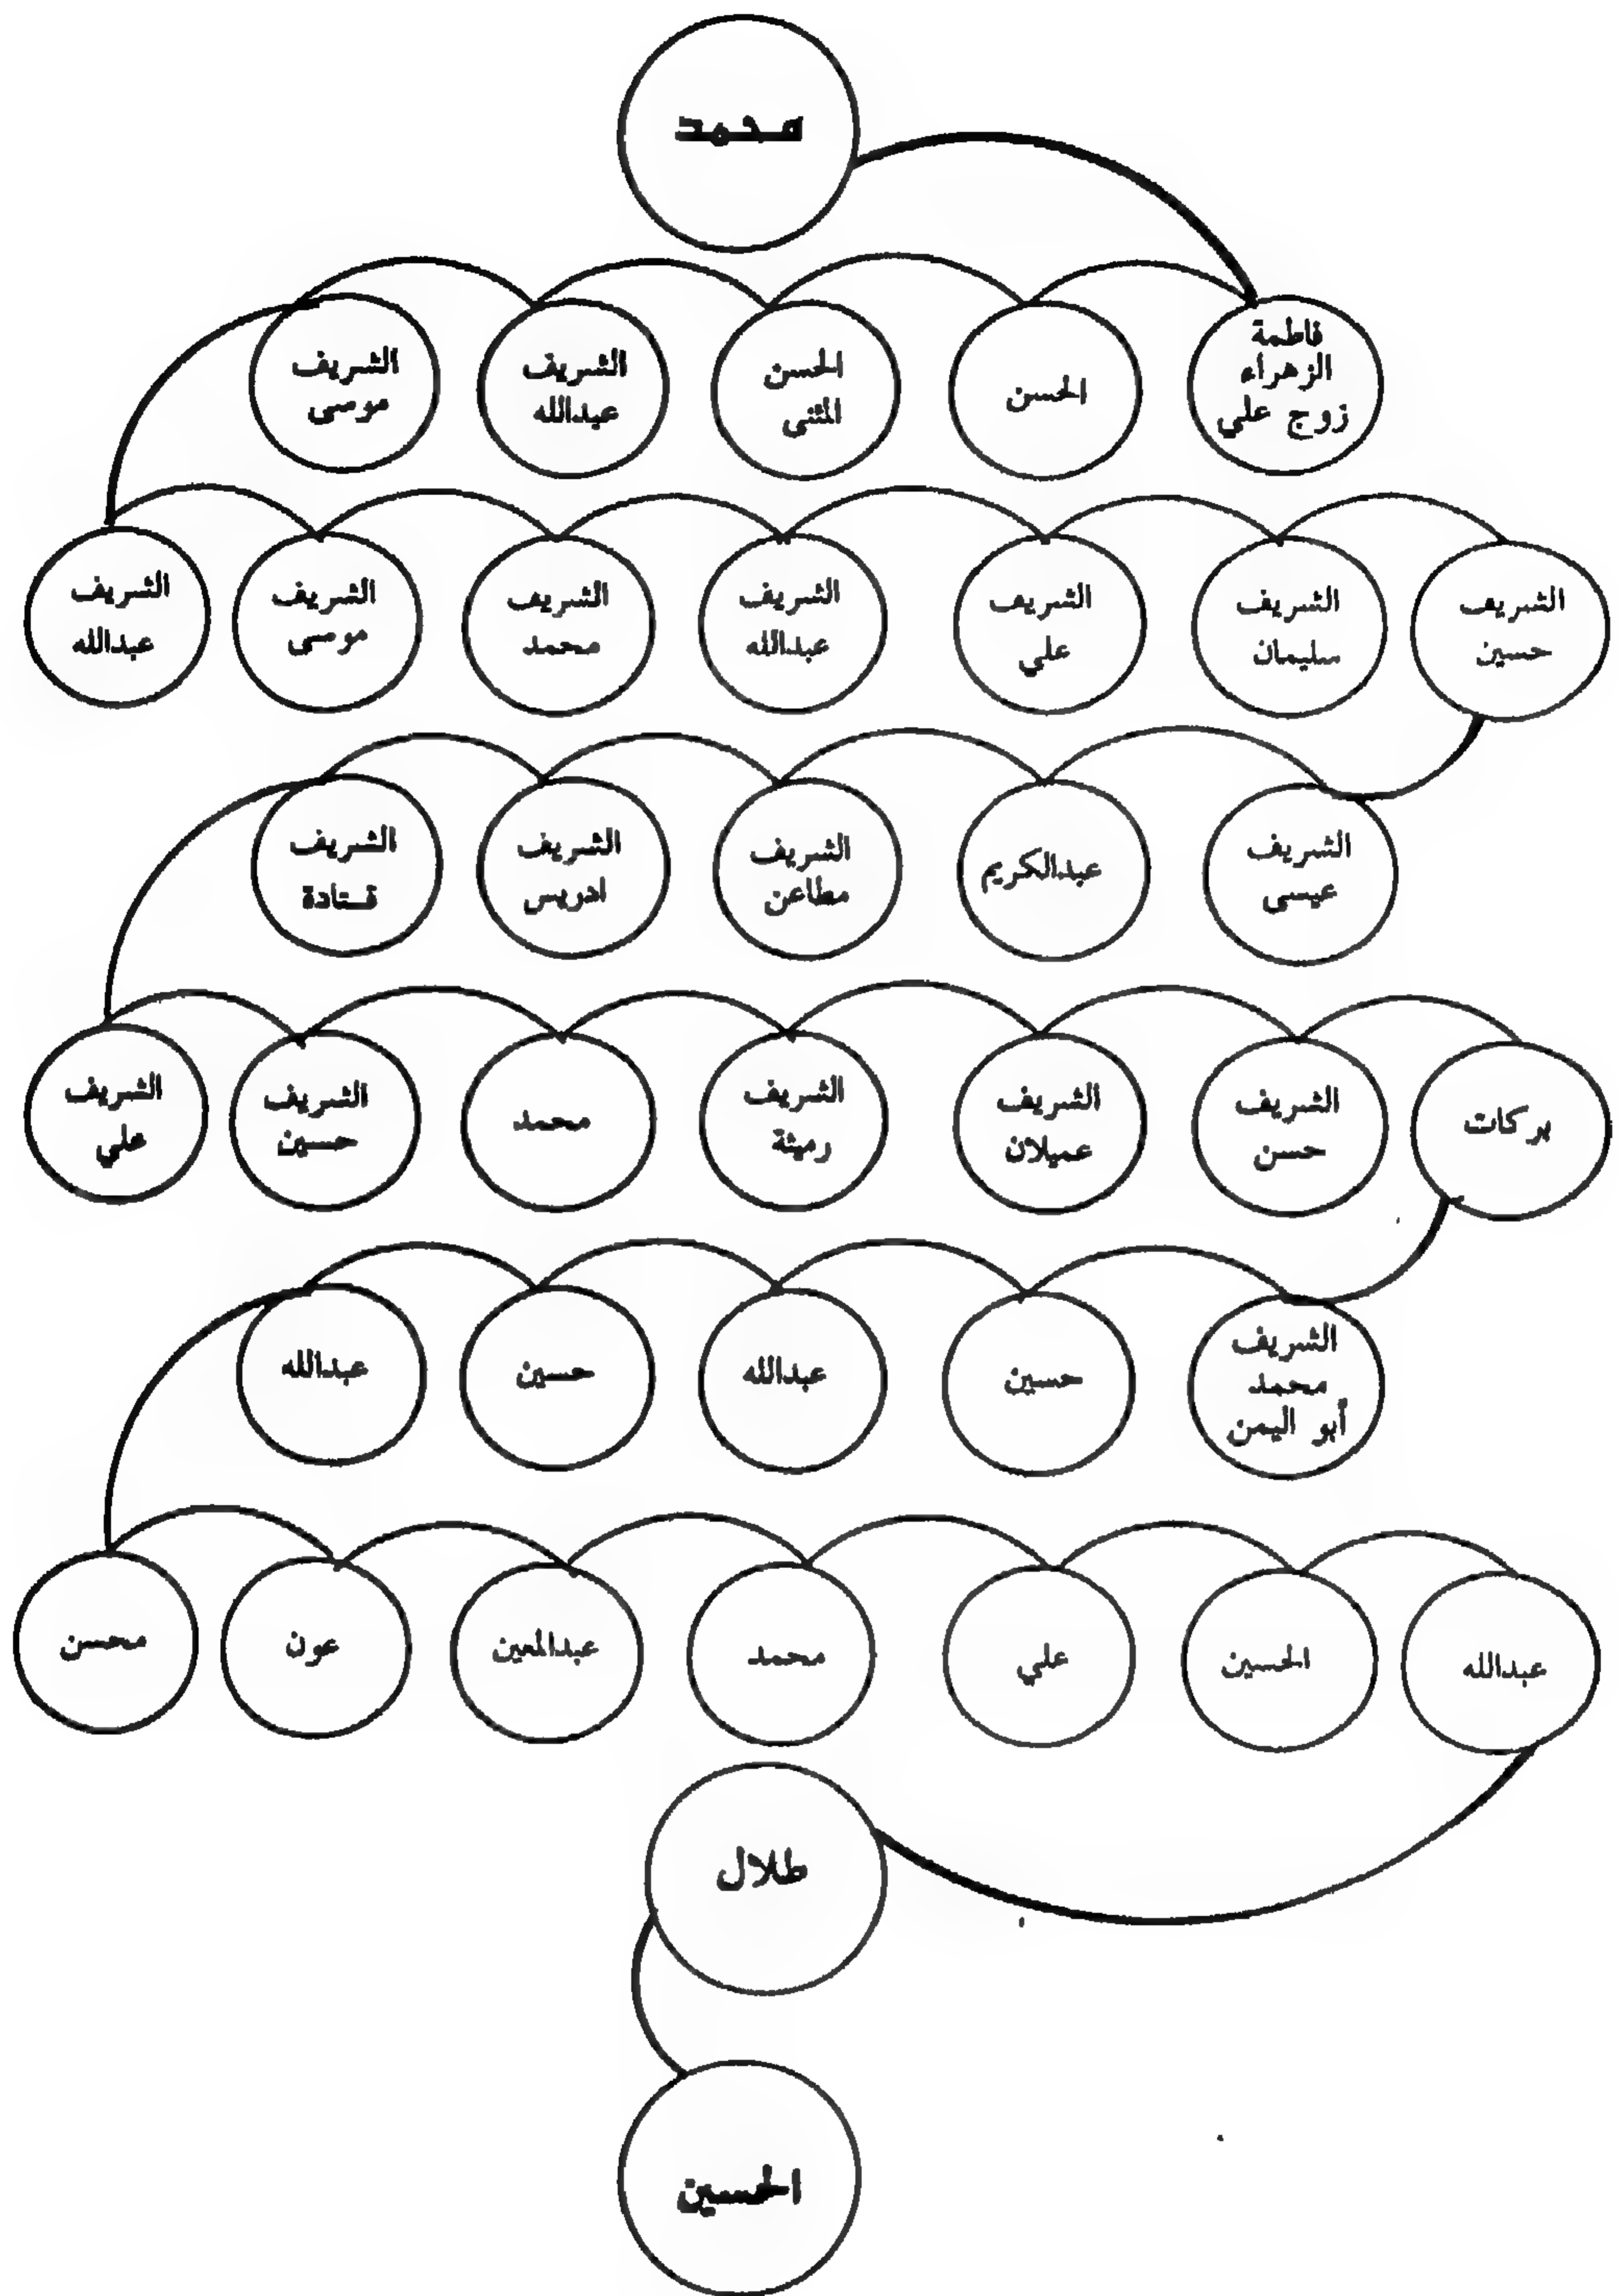 محمد
فاطمة
الزهراء
زوج علي
الحسن
الحسن
المثنى
الشريف
عبدالله
الشريف
موسى
الشريف
حسين
الشريف
سليمان
الشريف
علي
الشريف
عبدالله
الشريف
محمد
الشريف
موسى
الشريف
عبدالله
الشريف
عيسى
عبدالكريم
الشريف
مطاعن
الشريف
ادريس
الشريف
قتادة
بركات
الشريف
حسن
الشريف
عميلان
الشريف
رميثة
محمد
الشريف
حسين
الشريف
علي
الشريف
محمد
أبو اليمن
حسين
عبدالله
حسين
عبدالله
عبدالله
الحسين
علي
محمد
عبدالمعين
عون
محسن
طلال
الحسين